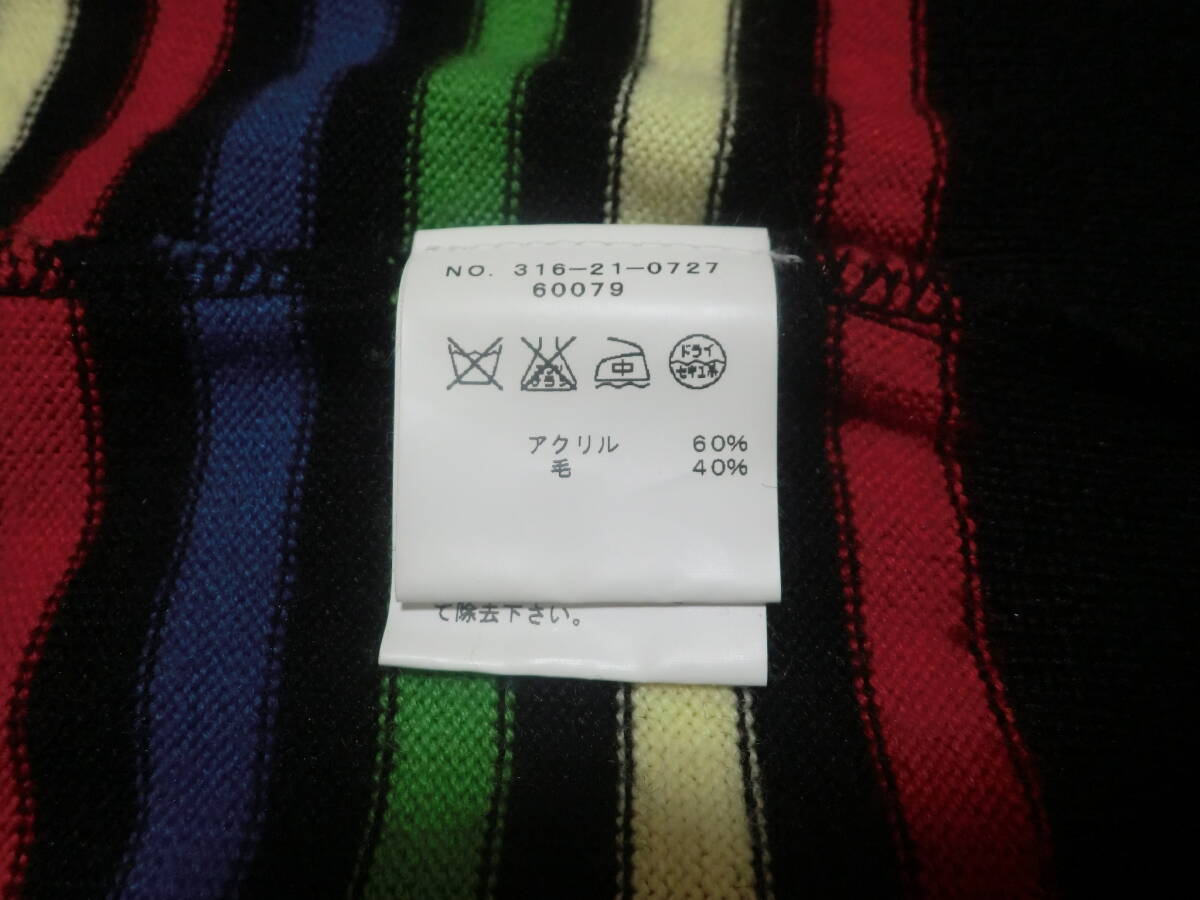 NO. 316-21-0727
60079
中
ドライ
セキユ系
アクリル 60%
毛 40%
て除去下さい。